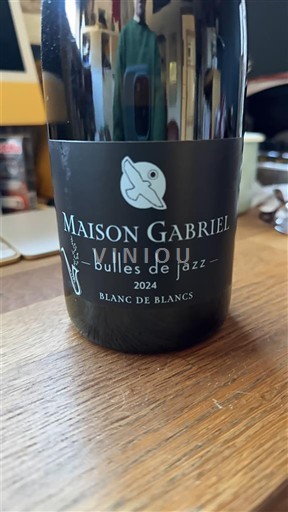 MAISON GABRIEL
VINIOU
bulles de jazz
2024
BLANC DE BLANCS